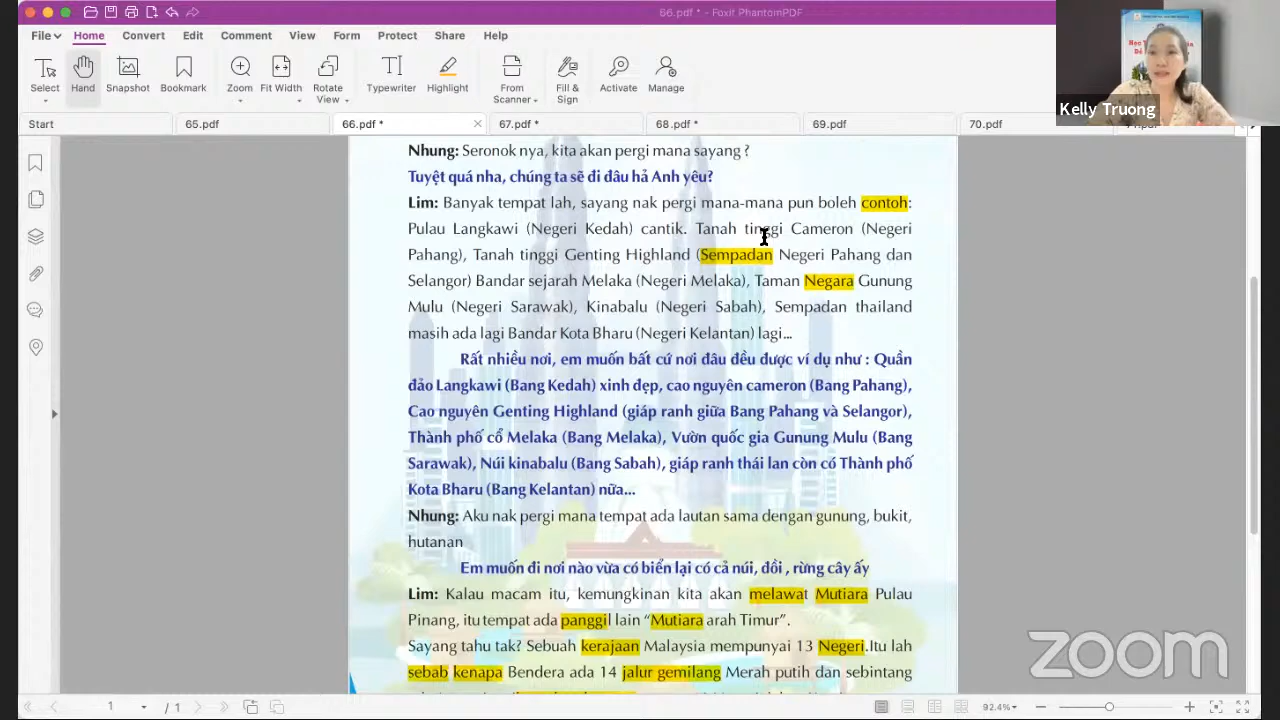 66.pdf * - Foxit PhantomPDF
File Home Convert Edit Comment View Form Protect Share Help
Select Hand Snapshot Bookmark Zoom Fit Width Rotate View Typewriter Highlight From Scanner Fill & Sign Activate Manage
Kelly Truong
Start 65.pdf 66.pdf * 67.pdf * 68.pdf * 69.pdf 70.pdf
Nhung: Seronok nya, kita akan pergi mana sayang ?
Tuyệt quá nha, chúng ta sẽ đi đâu hả Anh yêu?
Lim: Banyak tempat lah, sayang nak pergi mana-mana pun boleh contoh:
Pulau Langkawi (Negeri Kedah) cantik. Tanah tinggi Cameron (Negeri
Pahang), Tanah tinggi Genting Highland (Sempadan Negeri Pahang dan
Selangor) Bandar sejarah Melaka (Negeri Melaka), Taman Negara Gunung
Mulu (Negeri Sarawak), Kinabalu (Negeri Sabah), Sempadan thailand
masih ada lagi Bandar Kota Bharu (Negeri Kelantan) lagi...
Rất nhiều nơi, em muốn bất cứ nơi đâu đều được ví dụ như : Quần
đảo Langkawi (Bang Kedah) xinh đẹp, cao nguyên cameron (Bang Pahang),
Cao nguyên Genting Highland (giáp ranh giữa Bang Pahang và Selangor),
Thành phố cổ Melaka (Bang Melaka), Vườn quốc gia Gunung Mulu (Bang
Sarawak), Núi kinabalu (Bang Sabah), giáp ranh thái lan còn có Thành phố
Kota Bharu (Bang Kelantan) nữa...
Nhung: Aku nak pergi mana tempat ada lautan sama dengan gunung, bukit,
hutanan
Em muốn đi nơi nào vừa có biển lại có cả núi, dồi , rừng cây ấy
Lim: Kalau macam itu, kemungkinan kita akan melawat Mutiara Pulau
Pinang, itu tempat ada panggil lain “Mutiara arah Timur”.
Sayang tahu tak? Sebuah kerajaan Malaysia mempunyai 13 Negeri.Itu lah
sebab kenapa Bendera ada 14 jalur gemilang Merah putih dan sebintang
zoom
1 / 1 92.4%